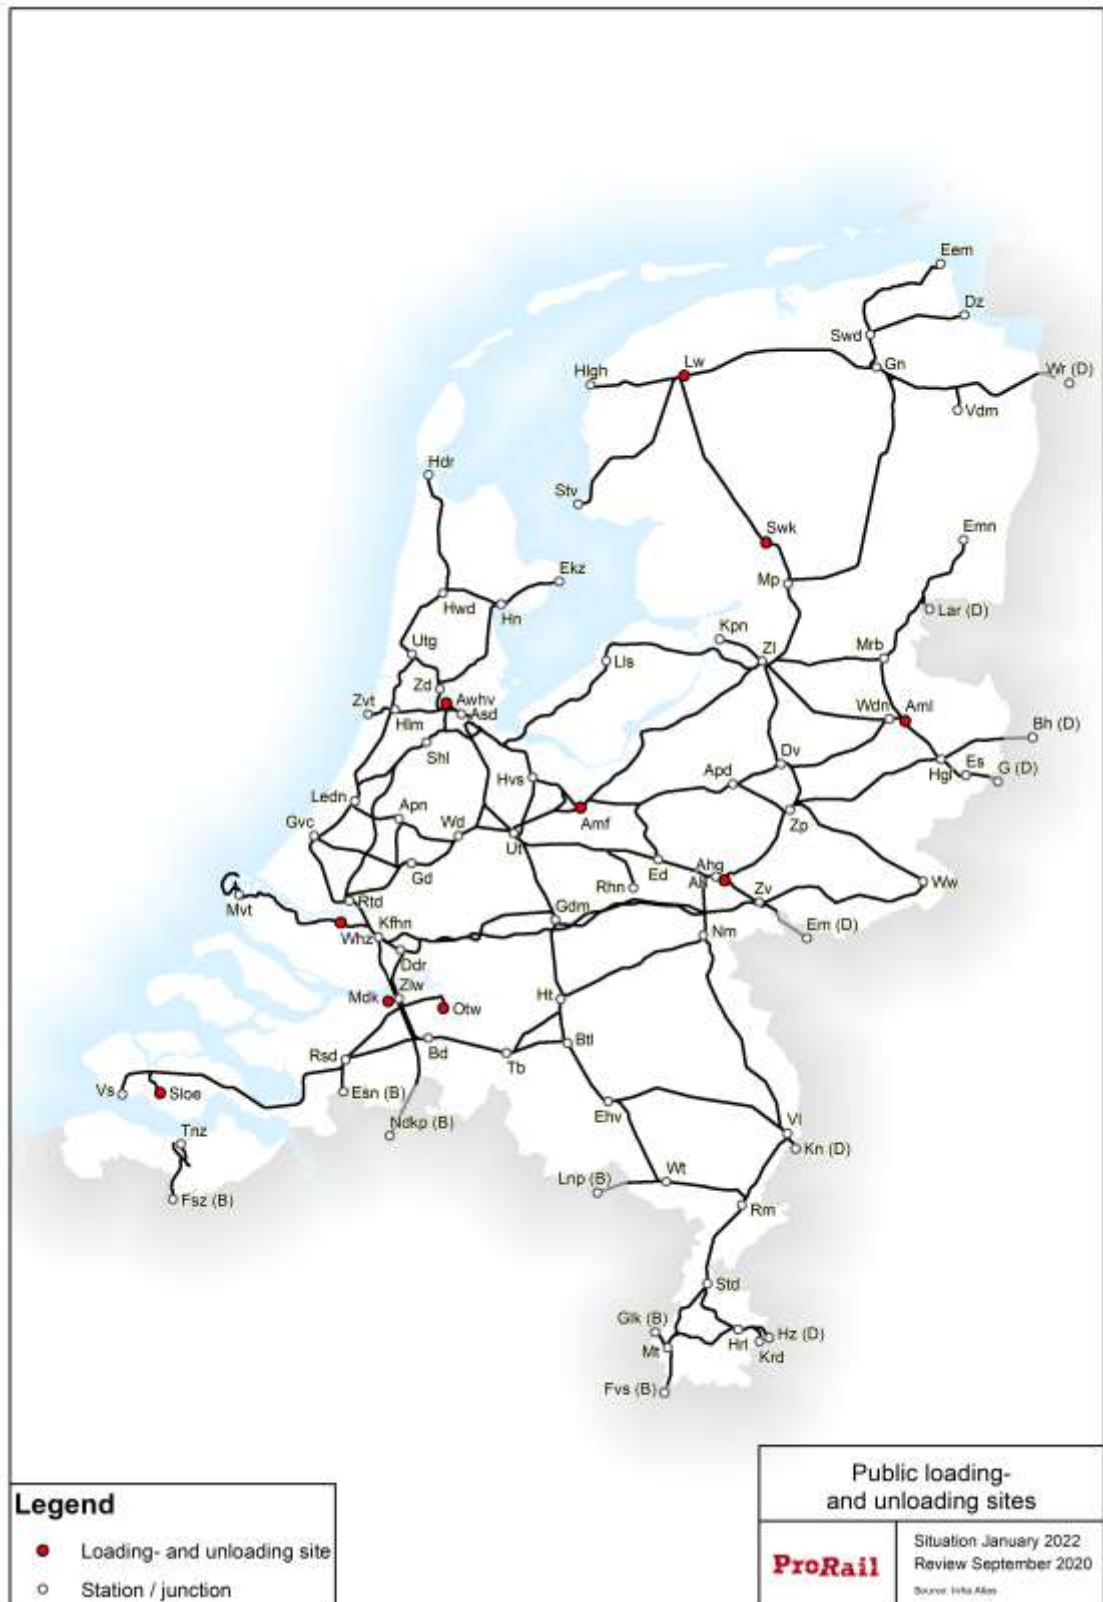 Eem
Dz
Swd
Gn
Lw
Hlgh
Wr (D)
Vdm
Hdr
Stv
Swk
Emn
Ekz
Mp
Hwd
Hn
Lar (D)
Kpn
Utg
Lls
Zl
Mrb
Zd
Awhv
Zvt
Asd
Wdn
Aml
Hlm
Bh (D)
Shl
Dv
Es
Hvs
Apd
Hgl
G (D)
Ledn
Apn
Gvc
Wd
Amf
Zp
Ut
Gd
Ed
Ahg
Ah
Rhn
Zv
Ww
Mvt
Rtd
Kfhn
Gdm
Em (D)
Whz
Nm
Ddr
Zlw
Mdk
Ht
Otw
Rsd
Bd
Tb
Btl
Vs
Sloe
Esn (B)
Ndkp (B)
Ehv
Vl
Tnz
Kn (D)
Lnp (B)
Wt
Fsz (B)
Rm
Std
Glk (B)
Hz (D)
Mt
Hrl
Krd
Fvs (B)
Legend
Loading- and unloading site
Station / junction
Public loading-
and unloading sites
ProRail
Situation January 2022
Review September 2020
Source: Infra Atlas